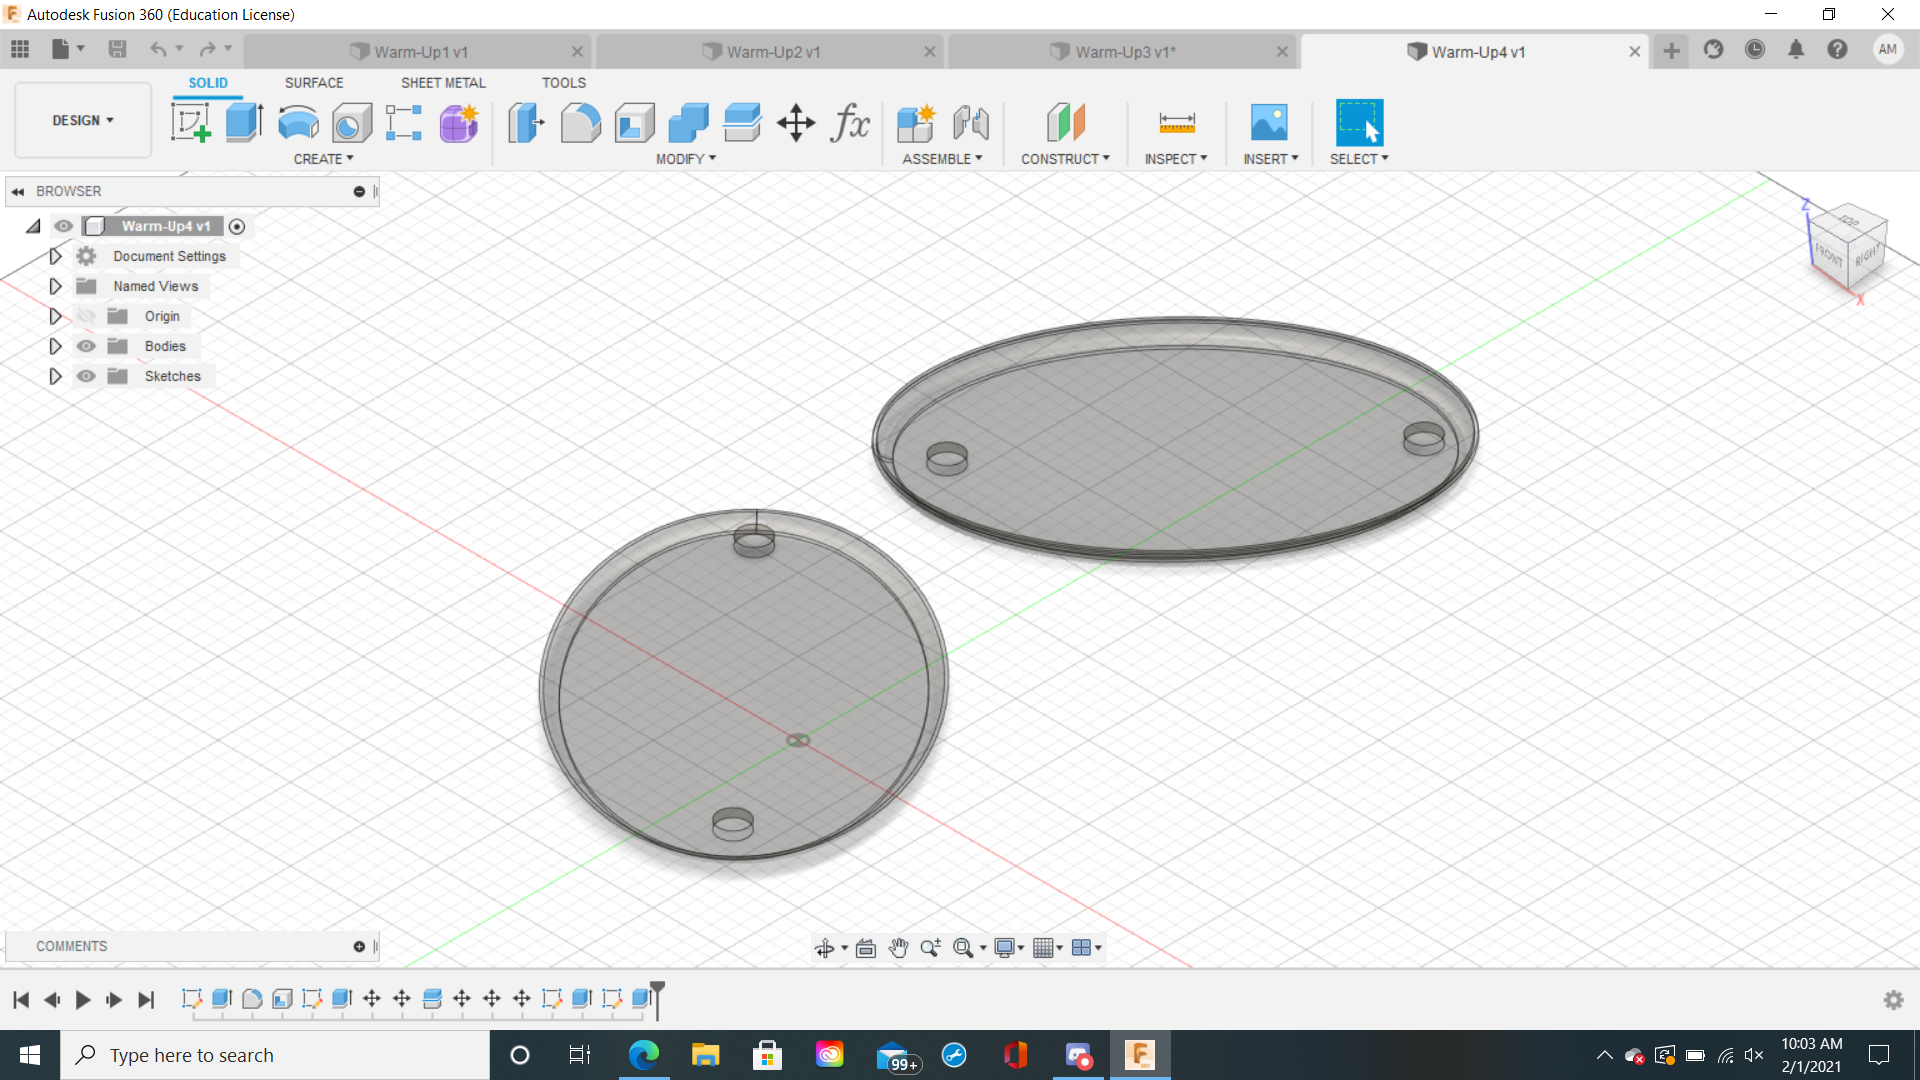 Autodesk Fusion 360 (Education License)
Warm-Up1 v1
Warm-Up2 v1
Warm-Up3 v1*
Warm-Up4 v1
AM
SOLID
SURFACE
SHEET METAL
TOOLS
DESIGN
fx
CREATE
MODIFY
ASSEMBLE
CONSTRUCT
INSPECT
INSERT
SELECT
BROWSER
Warm-Up4 v1
Document Settings
Named Views
Origin
Bodies
Sketches
Z
TOP
FRONT
RIGHT
X
COMMENTS
Type here to search
99+
10:03 AM
2/1/2021